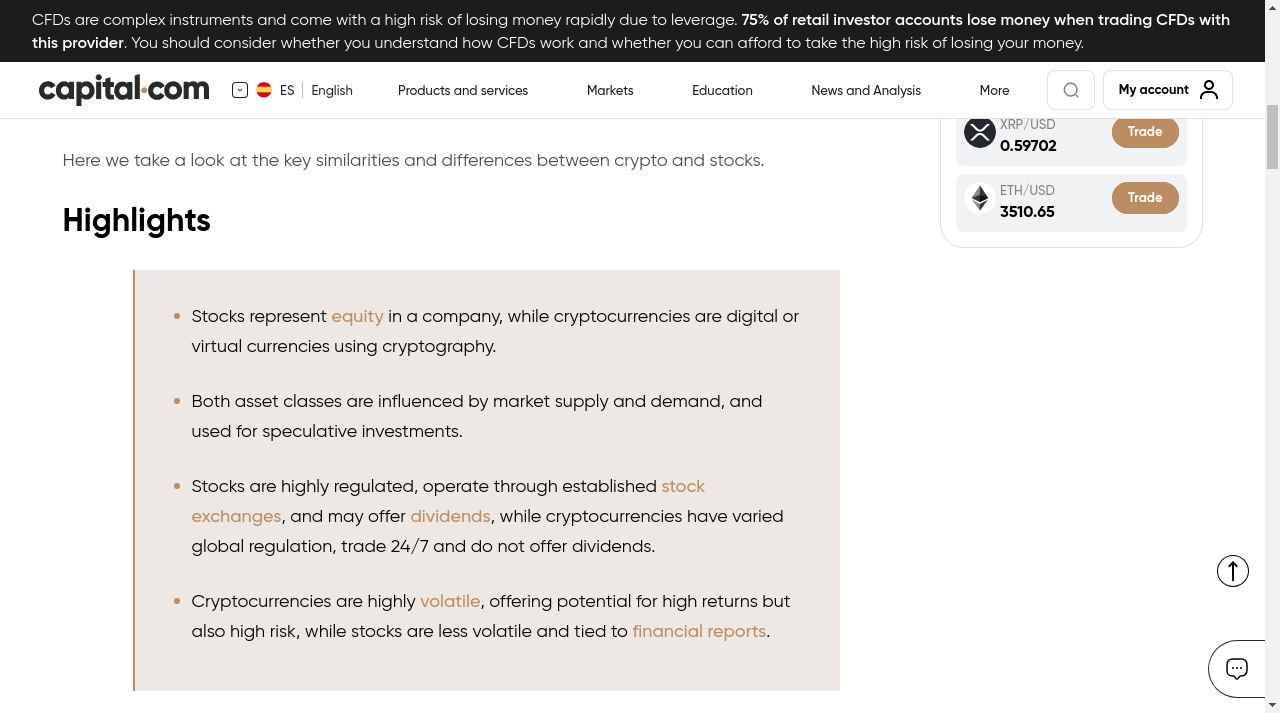 CFDs are complex instruments and come with a high risk of losing money rapidly due to leverage. 75% of retail investor accounts lose money when trading CFDs with
this provider. You should consider whether you understand how CFDs work and whether you can afford to take the high risk of losing your money.
capital.com
ES
English
Products and services
Markets
Education
News and Analysis
More
My account
XRP/USD
0.59702
Trade
ETH/USD
3510.65
Trade
Here we take a look at the key similarities and differences between crypto and stocks.
Highlights
Stocks represent equity in a company, while cryptocurrencies are digital or
virtual currencies using cryptography.
Both asset classes are influenced by market supply and demand, and
used for speculative investments.
Stocks are highly regulated, operate through established stock
exchanges, and may offer dividends, while cryptocurrencies have varied
global regulation, trade 24/7 and do not offer dividends.
Cryptocurrencies are highly volatile, offering potential for high returns but
also high risk, while stocks are less volatile and tied to financial reports.